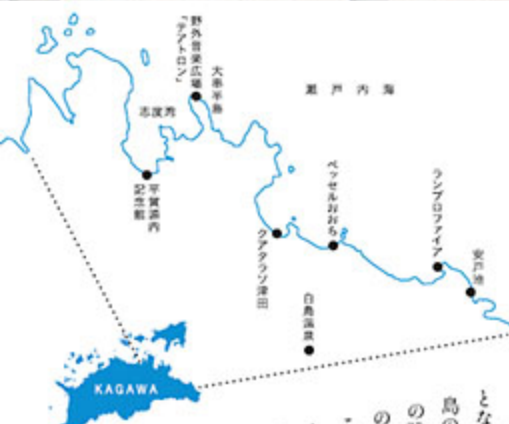 野外音楽広場
「テアトロン」
大串半島
瀬戸内海
志度湾
平賀源内
記念館
ベッセルおおち
ランプロファイア
安戸池
クアタラソ津田
白鳥温泉
KAGAWA
とな
島の
の
の